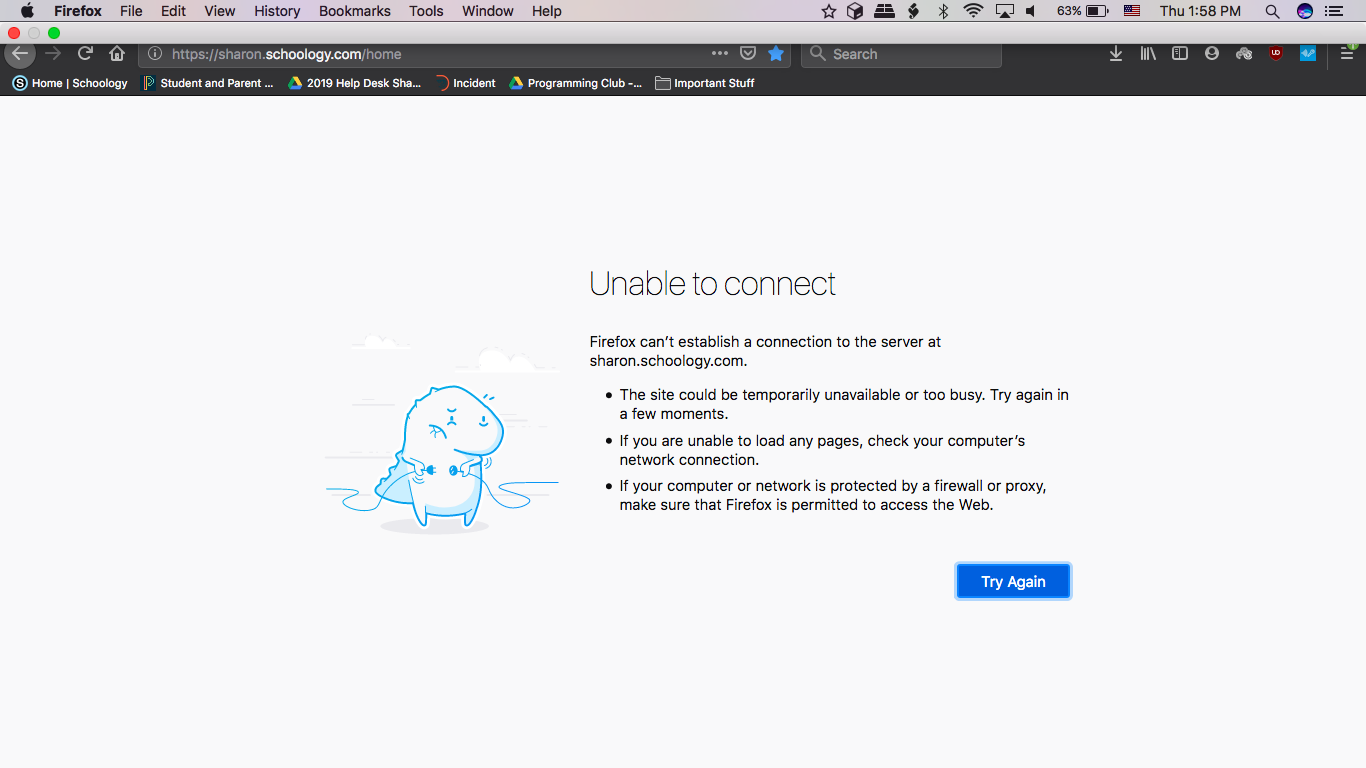 Firefox File Edit View History Bookmarks Tools Window Help 63% Thu 1:58 PM
https://sharon.schoology.com/home Search
Home | Schoology Student and Parent ... 2019 Help Desk Sha... Incident Programming Club -... Important Stuff
Unable to connect
Firefox can’t establish a connection to the server at
sharon.schoology.com.
• The site could be temporarily unavailable or too busy. Try again in
a few moments.
• If you are unable to load any pages, check your computer’s
network connection.
• If your computer or network is protected by a firewall or proxy,
make sure that Firefox is permitted to access the Web.
Try Again